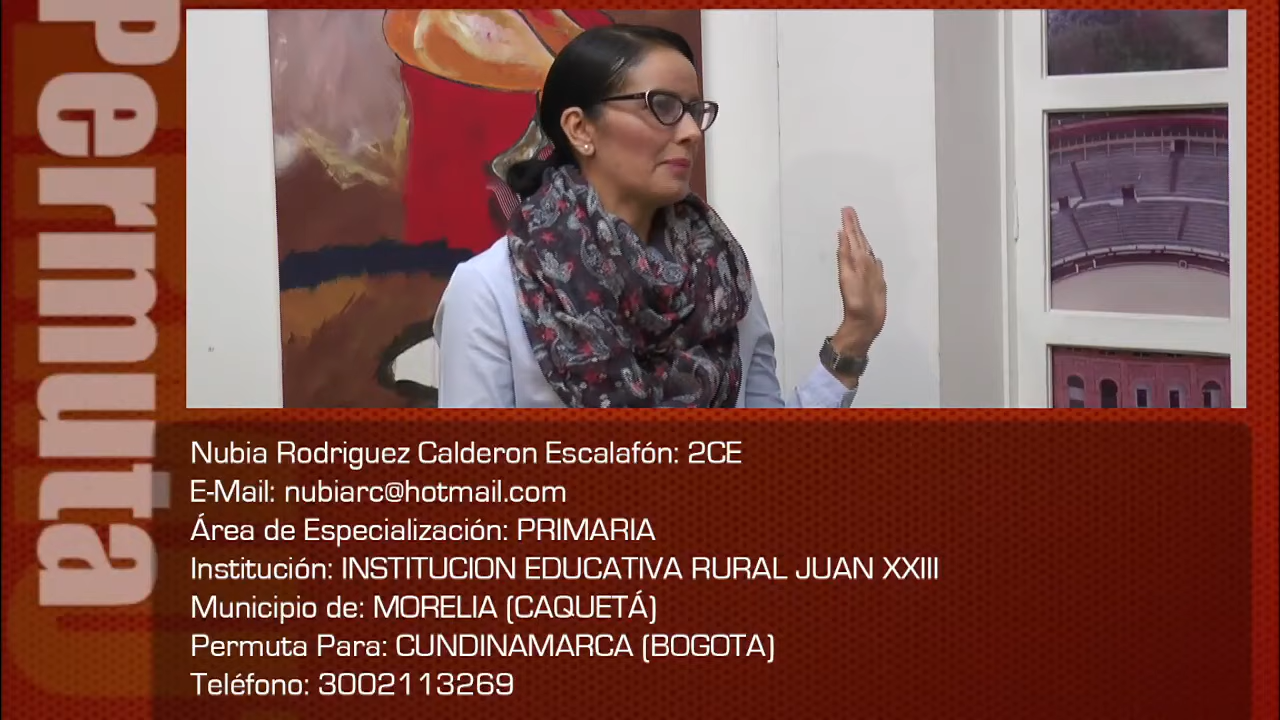 Permuta
Nubia Rodriguez Calderon Escalafón: 2CE
E-Mail: nubiarc@hotmail.com
Área de Especialización: PRIMARIA
Institución: INSTITUCION EDUCATIVA RURAL JUAN XXIII
Municipio de: MORELIA (CAQUETÁ)
Permuta Para: CUNDINAMARCA (BOGOTA)
Teléfono: 3002113269